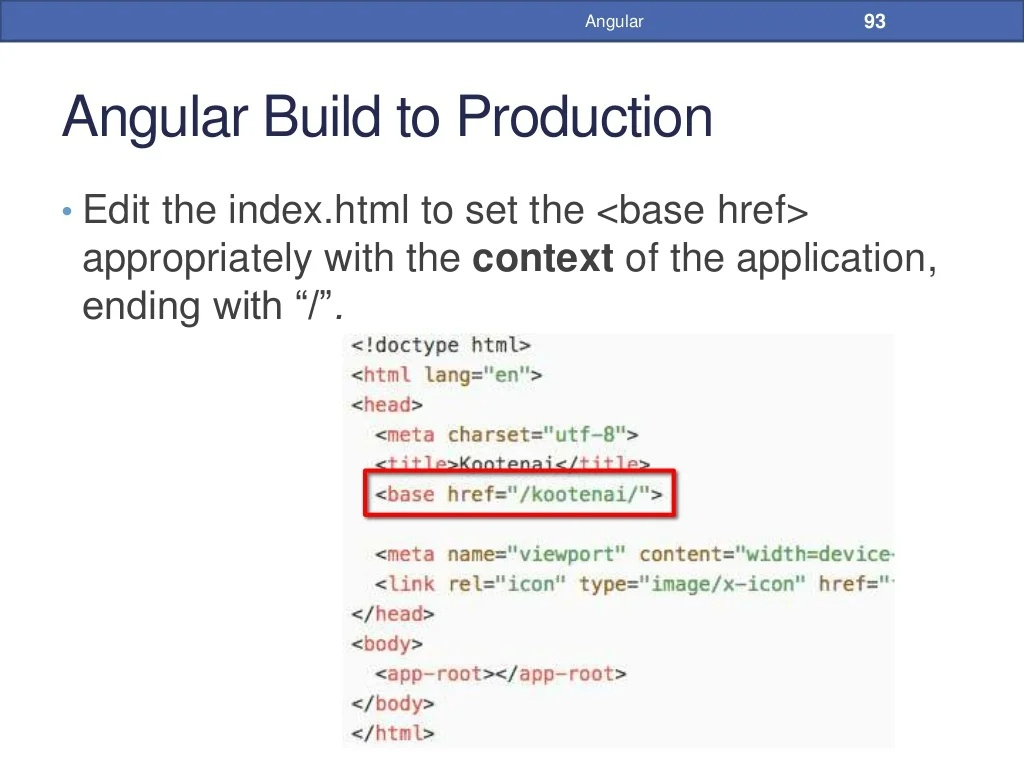 Angular 93
Angular Build to Production
• Edit the index.html to set the <base href>
appropriately with the context of the application,
ending with “/”.
<!doctype html>
<html lang="en">
<head>
<meta charset="utf-8">
<title>Kootenai</title>
<base href="/kootenai/">
<meta name="viewport" content="width=device-
<link rel="icon" type="image/x-icon" href="
</head>
<body>
<app-root></app-root>
</body>
</html>